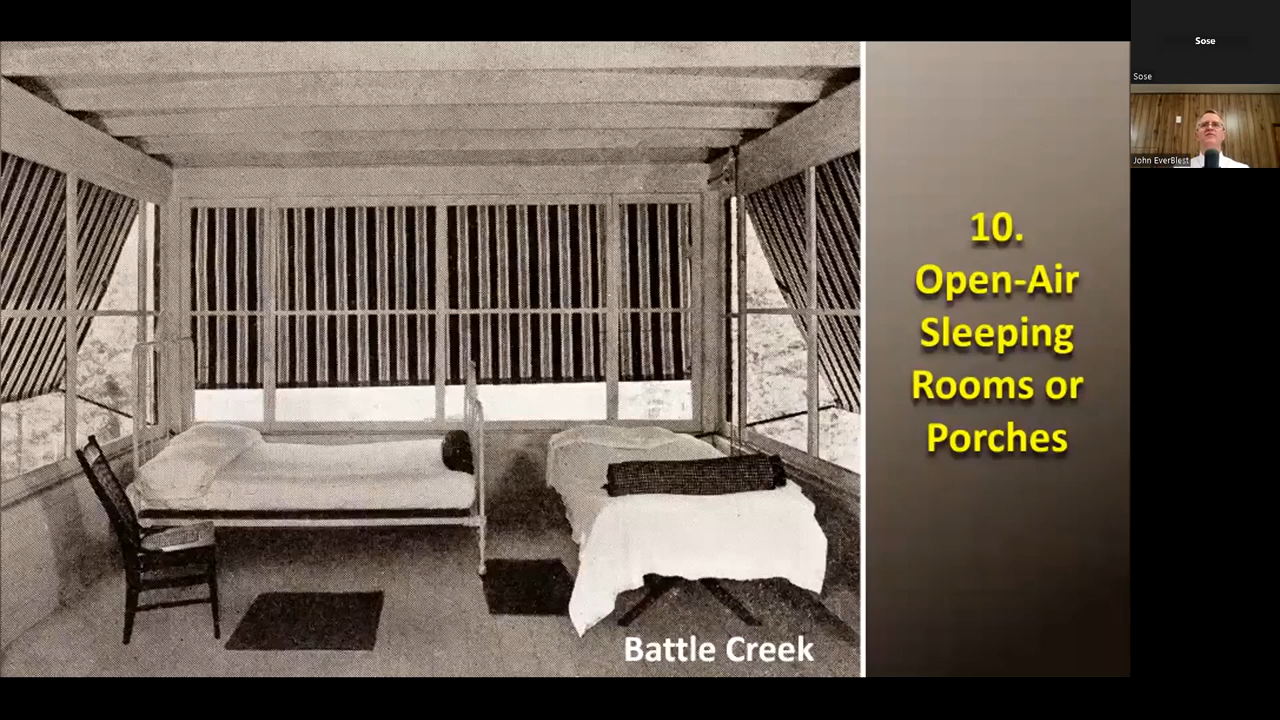 Battle Creek
10.
Open-Air
Sleeping
Rooms or
Porches
Sose
Sose
John EverBlest